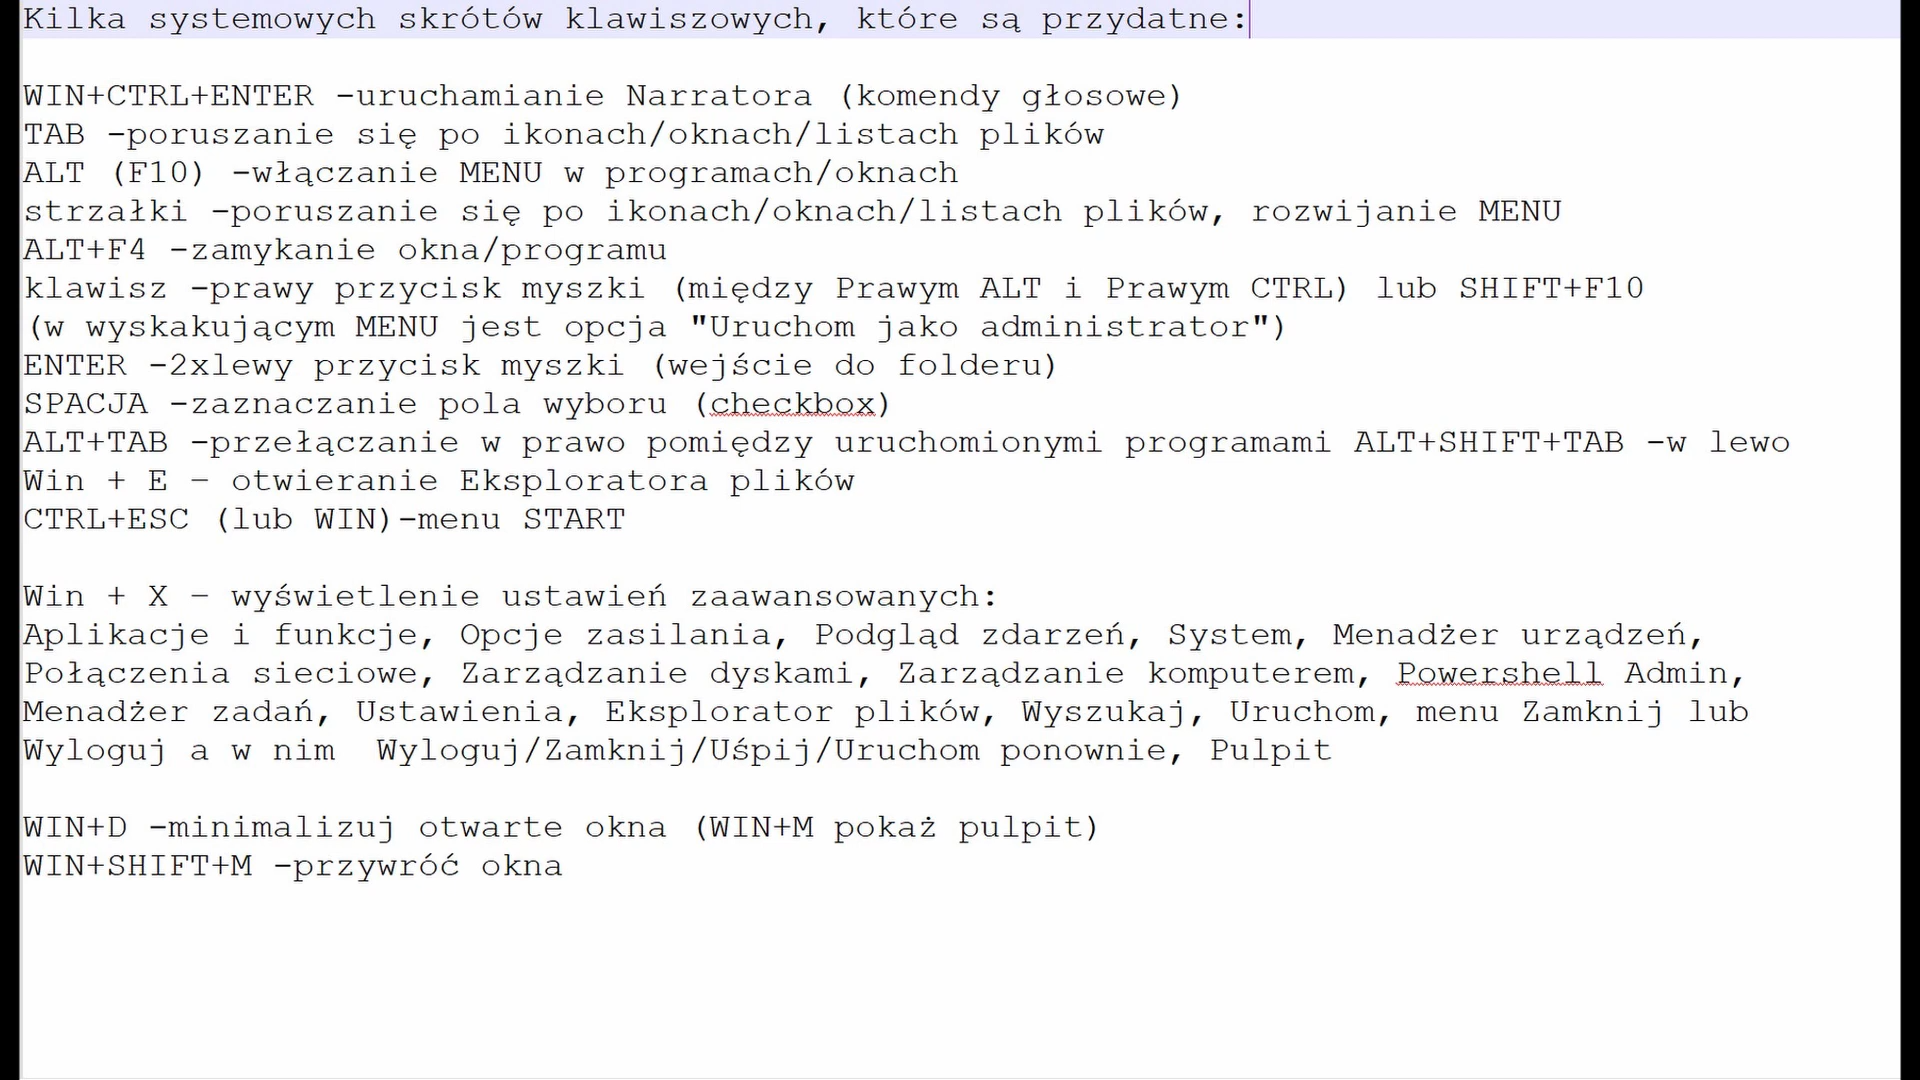 Kilka systemowych skrótów klawiszowych, które są przydatne:
WIN+CTRL+ENTER -uruchamianie Narratora (komendy głosowe)
TAB -poruszanie się po ikonach/oknach/listach plików
ALT (F10) -włączanie MENU w programach/oknach
strzałki -poruszanie się po ikonach/oknach/listach plików, rozwijanie MENU
ALT+F4 -zamykanie okna/programu
klawisz -prawy przycisk myszki (między Prawym ALT i Prawym CTRL) lub SHIFT+F10
(w wyskakującym MENU jest opcja "Uruchom jako administrator")
ENTER -2xlewy przycisk myszki (wejście do folderu)
SPACJA -zaznaczanie pola wyboru (checkbox)
ALT+TAB -przełączanie w prawo pomiędzy uruchomionymi programami ALT+SHIFT+TAB -w lewo
Win + E – otwieranie Eksploratora plików
CTRL+ESC (lub WIN)-menu START
Win + X – wyświetlenie ustawień zaawansowanych:
Aplikacje i funkcje, Opcje zasilania, Podgląd zdarzeń, System, Menadżer urządzeń,
Połączenia sieciowe, Zarządzanie dyskami, Zarządzanie komputerem, Powershell Admin,
Menadżer zadań, Ustawienia, Eksplorator plików, Wyszukaj, Uruchom, menu Zamknij lub
Wyloguj a w nim  Wyloguj/Zamknij/Uśpij/Uruchom ponownie, Pulpit
WIN+D -minimalizuj otwarte okna (WIN+M pokaż pulpit)
WIN+SHIFT+M -przywróć okna